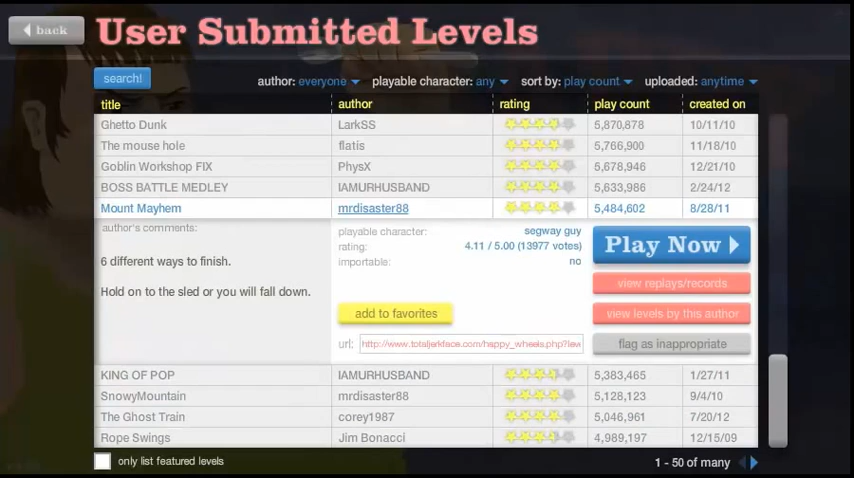 back
User Submitted Levels
search!
author: everyone playable character: any sort by: play count uploaded: anytime
title author rating play count created on
Ghetto Dunk LarkSS 5,870,878 10/11/10
The mouse hole flatis 5,766,900 11/18/10
Goblin Workshop FIX PhysX 5,678,946 12/21/10
BOSS BATTLE MEDLEY IAMURHUSBAND 5,633,986 2/24/12
Mount Mayhem mrdisaster88 5,484,602 8/28/11
author's comments:
6 different ways to finish.
Hold on to the sled or you will fall down.
playable character: segway guy
rating: 4.11 / 5.00 (13977 votes)
importable: no
add to favorites
url: http://www.totaljerkface.com/happy_wheels.php?lev
Play Now
view replays/records
view levels by this author
flag as inappropriate
KING OF POP IAMURHUSBAND 5,383,465 1/27/11
SnowyMountain mrdisaster88 5,128,123 9/4/10
The Ghost Train corey1987 5,046,961 7/20/12
Rope Swings Jim Bonacci 4,989,197 12/15/09
only list featured levels
1 - 50 of many